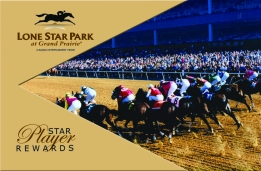 LONE STAR PARK
at Grand Prairie®
STAR
Player
REWARDS